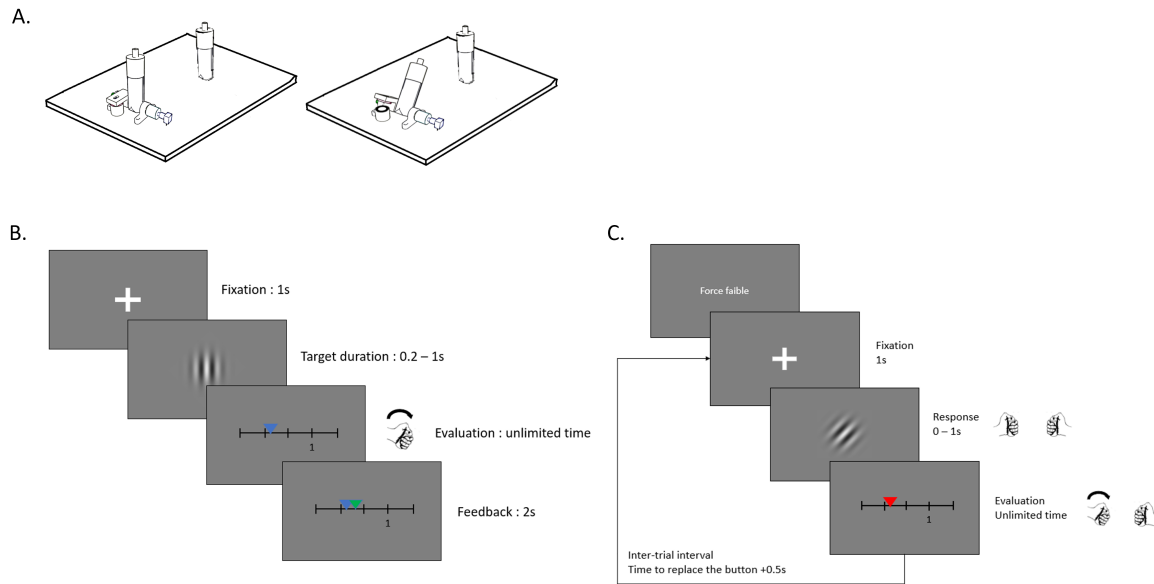 A.
B.
Fixation : 1s
Target duration : 0.2 – 1s
1
Evaluation : unlimited time
1
Feedback : 2s
C.
Force faible
Fixation
1s
Response
0 – 1s
1
Evaluation
Unlimited time
Inter-trial interval
Time to replace the button +0.5s